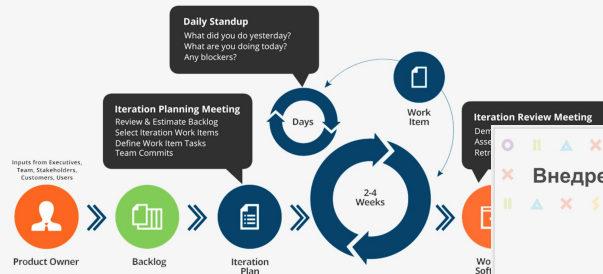 Daily Standup
What did you do yesterday?
What are you doing today?
Any blockers?
Iteration Planning Meeting
Review & Estimate Backlog
Select Iteration Work Items
Define Work Item Tasks
Team Commits
Days
Work
Item
Iteration Review Meeting
Inputs from Executives,
Team, Stakeholders,
Customers, Users
2-4
Weeks
Product Owner
Backlog
Iteration
Plan